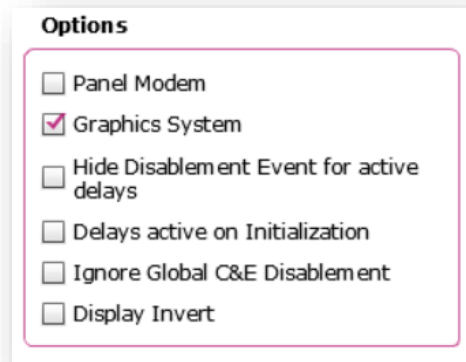 Options
Panel Modem
Graphics System
Hide Disablement Event for active
delays
Delays active on Initialization
Ignore Global C&E Disablement
Display Invert